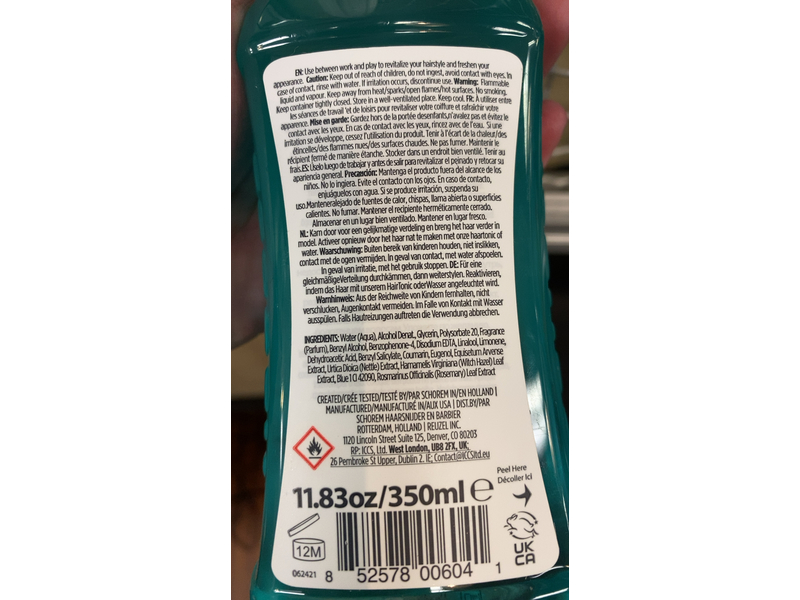 EN: Use between work and play to revitalize your hairstyle and freshen your
appearance. Caution: Keep out of reach of children, do not ingest, avoid contact with eyes. In
case of contact, rinse with water. If irritation occurs, discontinue use. Warning: Flammable
liquid and vapour. Keep away from heat/sparks/open flames/hot surfaces. No smoking.
Keep container tightly closed. Store in a well-ventilated place. Keep cool. FR: À utiliser entre
les séances de travail 'et de loisirs pour revitaliser votre coiffure et rafraîchir votre
apparence. Mise en garde: Gardez hors de la portée desenfants,n'avalez pas et évitez le
contact avec les yeux. En cas de contact avec les yeux, rincez avec de l'eau. Si une
irritation se développe, cessez l'utilisation du produit. Tenir à l'écart de la chaleur/des
étincelles/des flammes nues/des surfaces chaudes. Ne pas fumer. Maintenir le
récipient fermé de manière étanche. Stocker dans un endroit bien ventilé. Tenir au
frais.ES: Úselo luego de trabajar y antes de salir para revitalizar el peinado y retocar su
apariencia general. Precaución: Mantenga el producto fuera del alcance de los
niños. No lo ingiera. Evite el contacto con los ojos. En caso de contacto,
enjuáguelos con agua. Si se produce irritación, suspenda su
uso.Manteneralejado de fuentes de calor, chispas, llama abierta o superficies
calientes. No fumar. Mantener el recipiente herméticamente cerrado.
Almacenar en un lugar bien ventilado. Mantener en lugar fresco.
NL: Kam door voor een gelijkmatige verdeling en breng het haar verder in
model. Activeer opnieuw door het haar nat te maken met onze haartonic of
water. Waarschuwing: Buiten bereik van kinderen houden, niet inslikken,
contact met de ogen vermijden. In geval van contact, met water afspoelen.
In geval van irritatie, met het gebruik stoppen. DE: Für eine
gleichmäßigeVerteilung durchkämmen, dann weiterstylen. Reaktivieren,
indem das Haar mit unserem HairTonic oderWasser angefeuchtet wird.
Warnhinweis: Aus der Reichweite von Kindern fernhalten, nicht
verschlucken, Augenkontakt vermeiden. Im Falle von Kontakt mit Wasser
ausspülen. Falls Hautreizungen auftreten die Verwendung abbrechen.
INGREDIENTS: Water (Aqua), Alcohol Denat., Glycerin, Polysorbate 20, Fragrance
(Parfum), Benzyl Alcohol, Benzophenone-4, Disodium EDTA, Linalool, Limonene,
Dehydroacetic Acid, Benzyl Salicylate, Coumarin, Eugenol, Equisetum Arvense
Extract, Urtica Dioica (Nettle) Extract, Hamamelis Virginiana (Witch Hazel) Leaf
Extract, Blue 1 CI 42090, Rosmarinus Officinalis (Rosemary) Leaf Extract
CREATED/CRÉE TESTED/TESTÉ BY/PAR SCHOREM IN/EN HOLLAND |
MANUFACTURED/MANUFACTURÉ IN/AUX USA | DIST.BY/PAR
SCHOREM HAARSNIJDER EN BARBIER
ROTTERDAM, HOLLAND | REUZEL INC.
1120 Lincoln Street Suite 125, Denver, CO 80203
RP: ICCS, Ltd. West London, UB8 2FX, UK;
26 Pembroke St Upper, Dublin 2. IE; Contact@ICCSltd.eu
Peel Here
Décoller Ici
11.83oz/350ml e
12M
UK
CA
062421
8 52578 00604 1